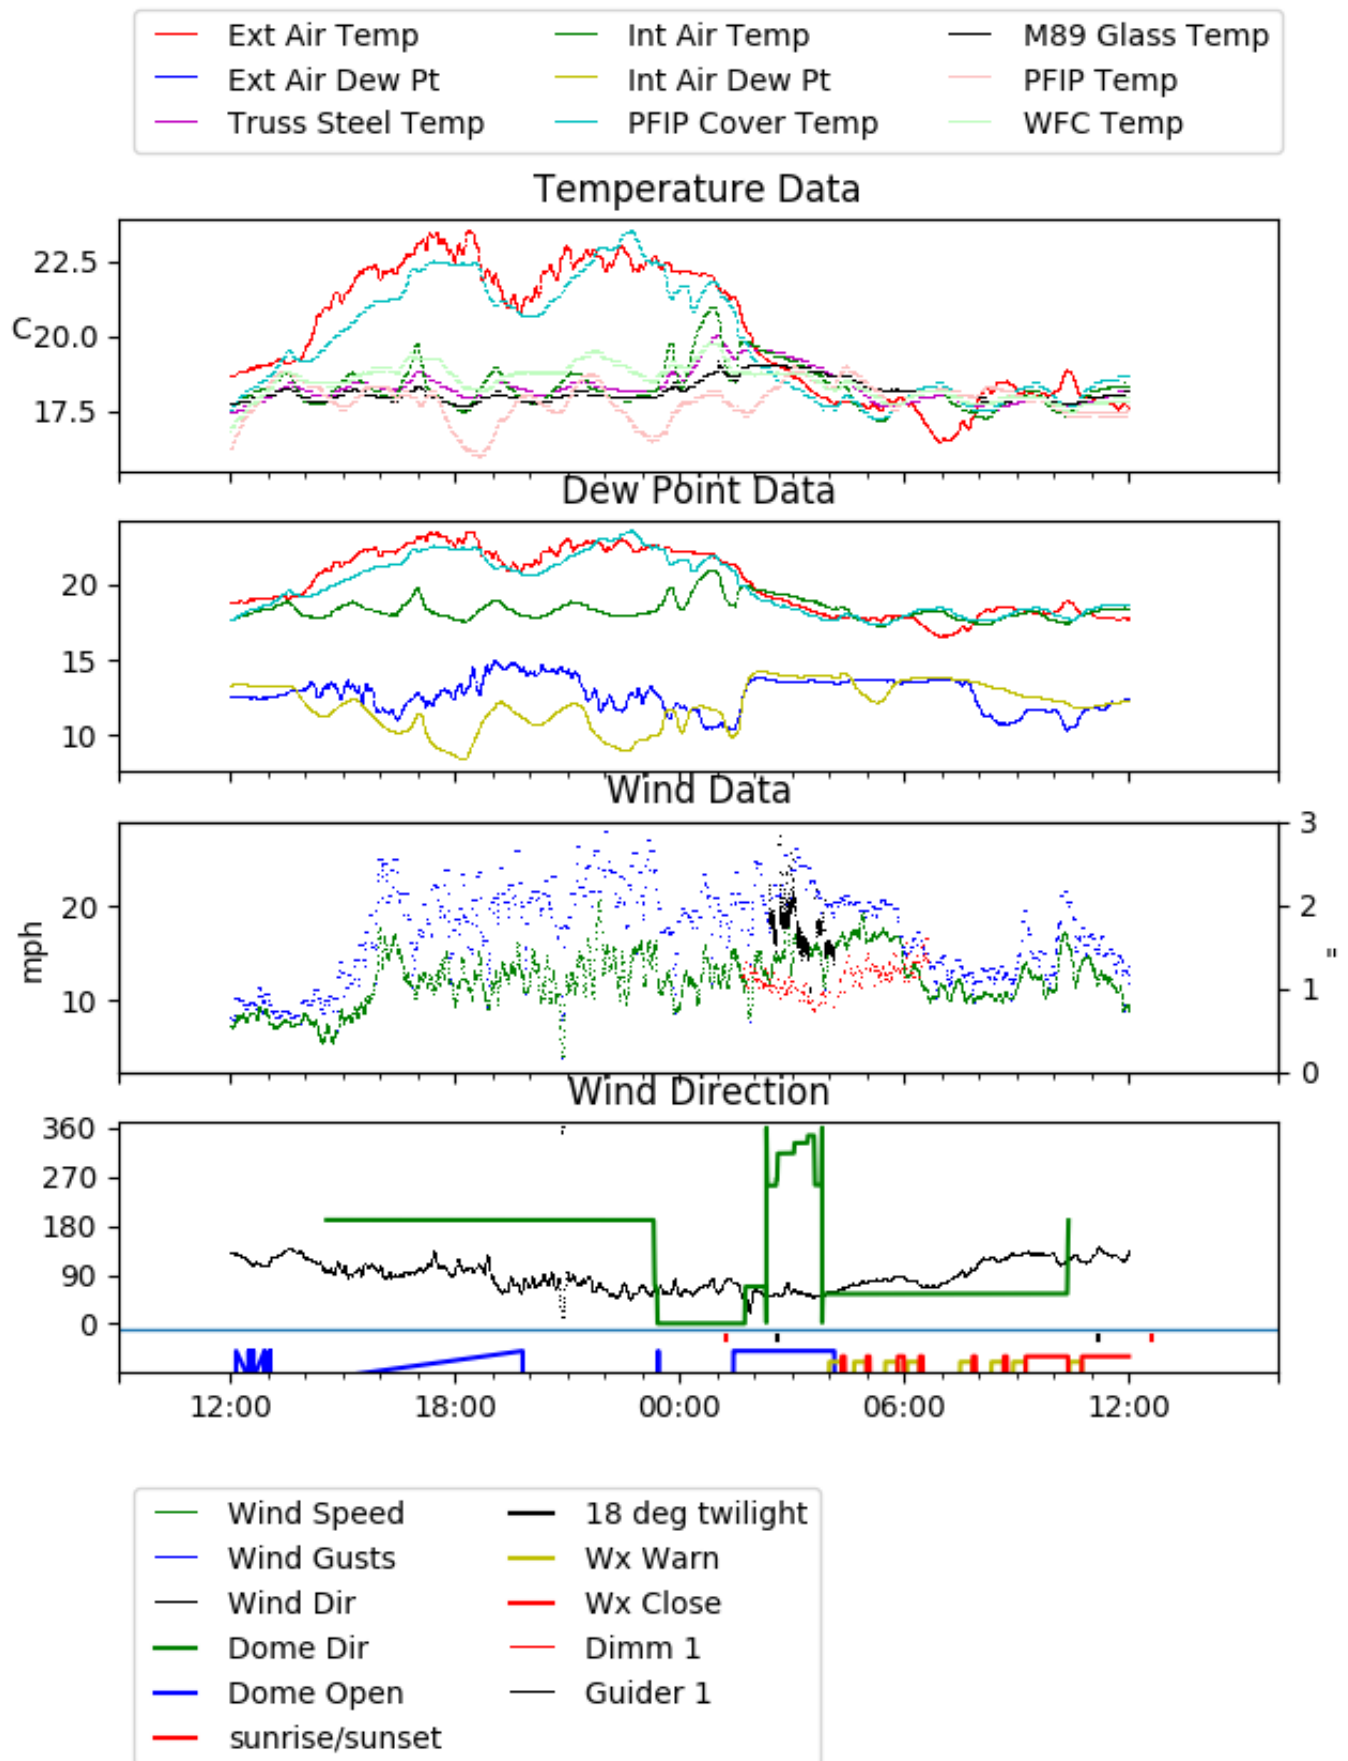 Ext Air Temp Int Air Temp M89 Glass Temp
Ext Air Dew Pt Int Air Dew Pt PFIP Temp
Truss Steel Temp PFIP Cover Temp WFC Temp
Temperature Data
22.5
C 20.0
17.5
Dew Point Data
20
15
10
Wind Data
3
20 2
mph "
10 1
0
Wind Direction
360
270
180
90
0
12:00 18:00 00:00 06:00 12:00
Wind Speed 18 deg twilight
Wind Gusts Wx Warn
Wind Dir Wx Close
Dome Dir Dimm 1
Dome Open Guider 1
sunrise/sunset